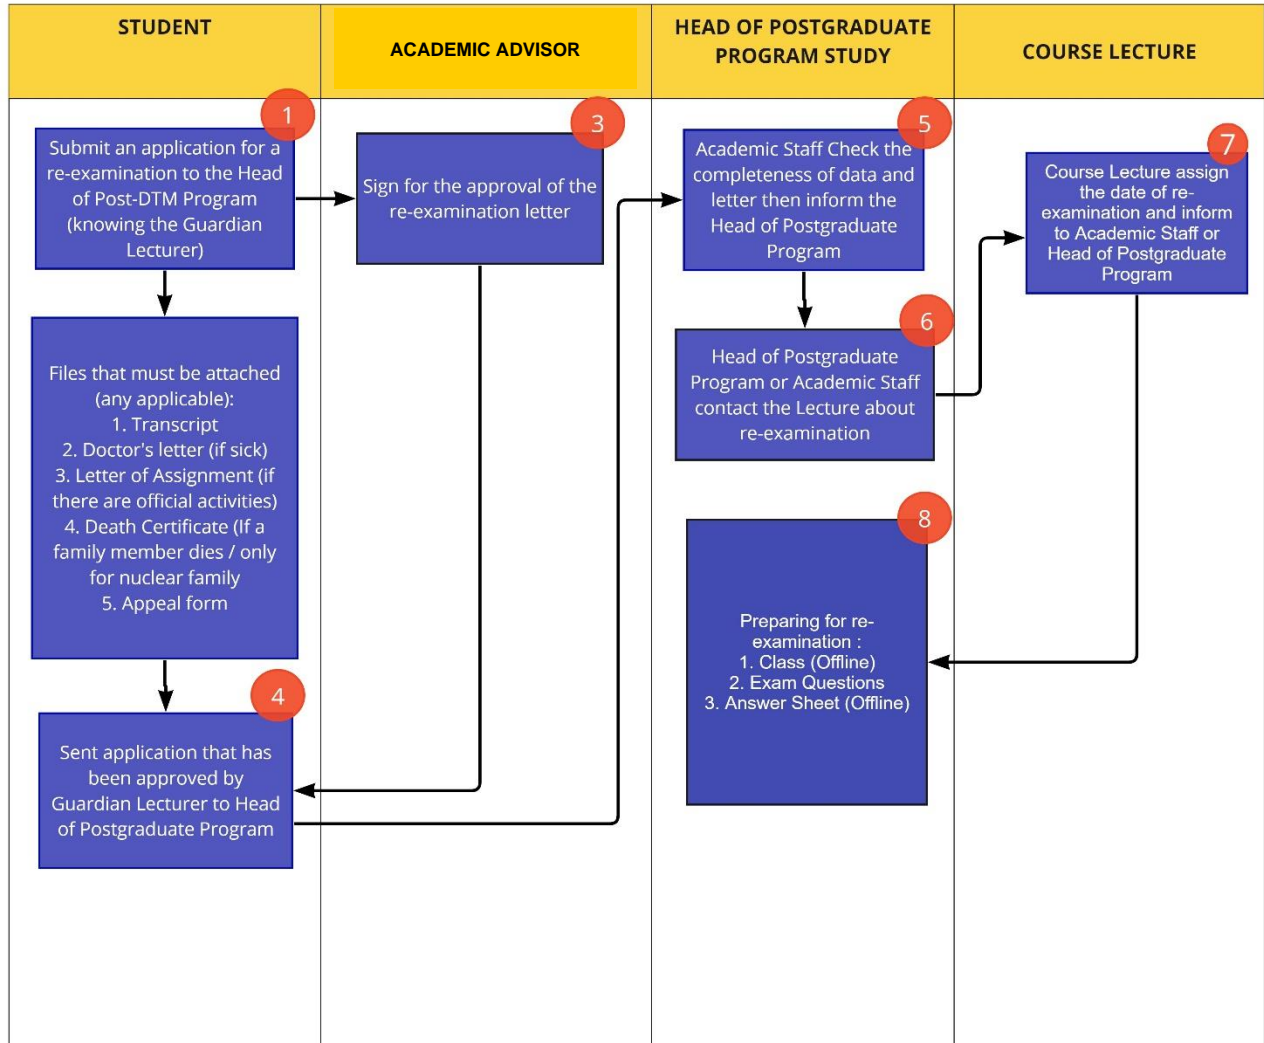 STUDENT
ACADEMIC ADVISOR
HEAD OF POSTGRADUATE
PROGRAM STUDY
COURSE LECTURE
1
Submit an application for a
re-examination to the Head
of Post-DTM Program
(knowing the Guardian
Lecturer)
Files that must be attached
(any applicable):
1. Transcript
2. Doctor's letter (if sick)
3. Letter of Assignment (if
there are official activities)
4. Death Certificate (If a
family member dies / only
for nuclear family
5. Appeal form
4
Sent application that has
been approved by
Guardian Lecturer to Head
of Postgraduate Program
3
Sign for the approval of the
re-examination letter
5
Academic Staff Check the
completeness of data and
letter then inform the
Head of Postgraduate
Program
6
Head of Postgraduate
Program or Academic Staff
contact the Lecture about
re-examination
8
Preparing for re-
examination :
1. Class (Offline)
2. Exam Questions
3. Answer Sheet (Offline)
7
Course Lecture assign
the date of re-
examination and inform
to Academic Staff or
Head of Postgraduate
Program